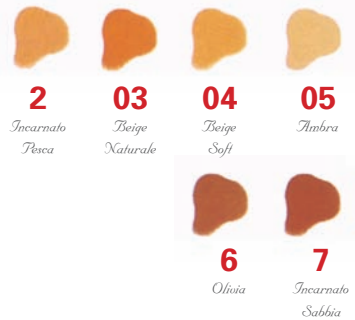 2 03 04 05
Incarnato Beige Beige Ambra
Pesca Naturale Soft
6 7
Olivia Incarnato
Sabbia